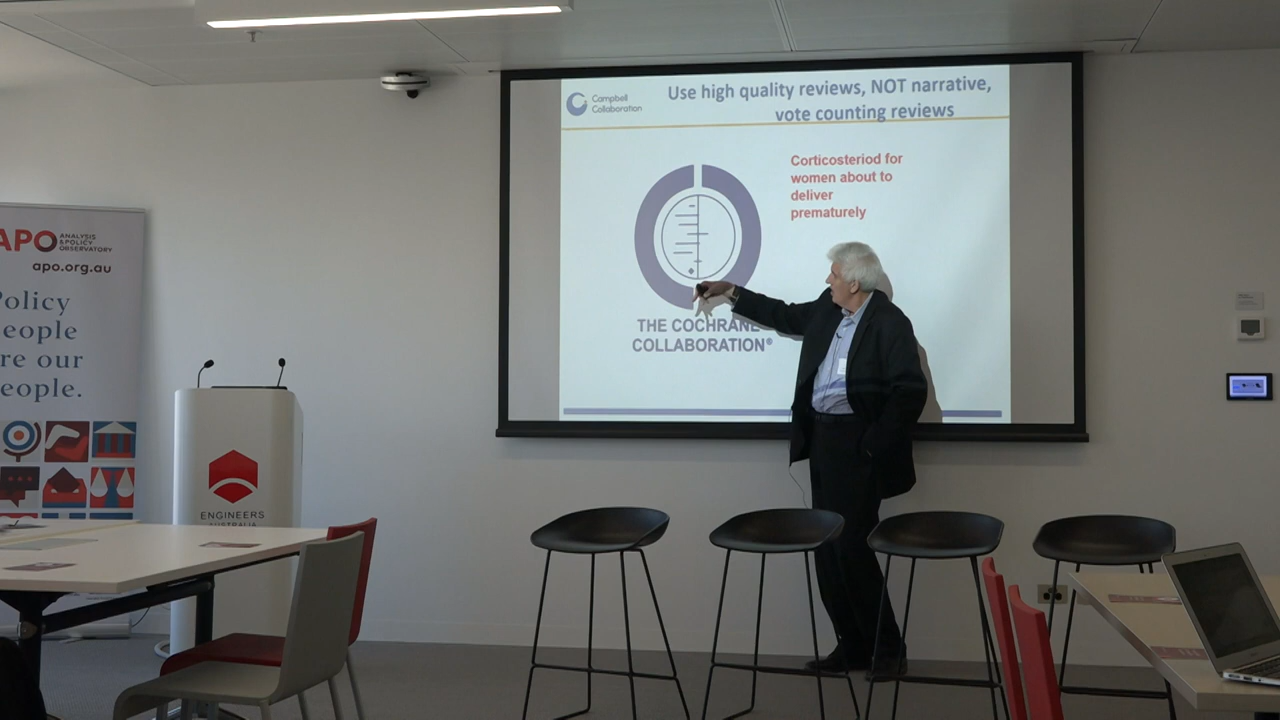 Campbell
Collaboration
Use high quality reviews, NOT narrative,
vote counting reviews
Corticosteriod for
women about to
deliver
prematurely
THE COCHRANE
COLLABORATION®
APO ANALYSIS
& POLICY
OBSERVATORY
apo.org.au
Policy
eople
re our
eople.
ENGINEERS
AUSTRALIA